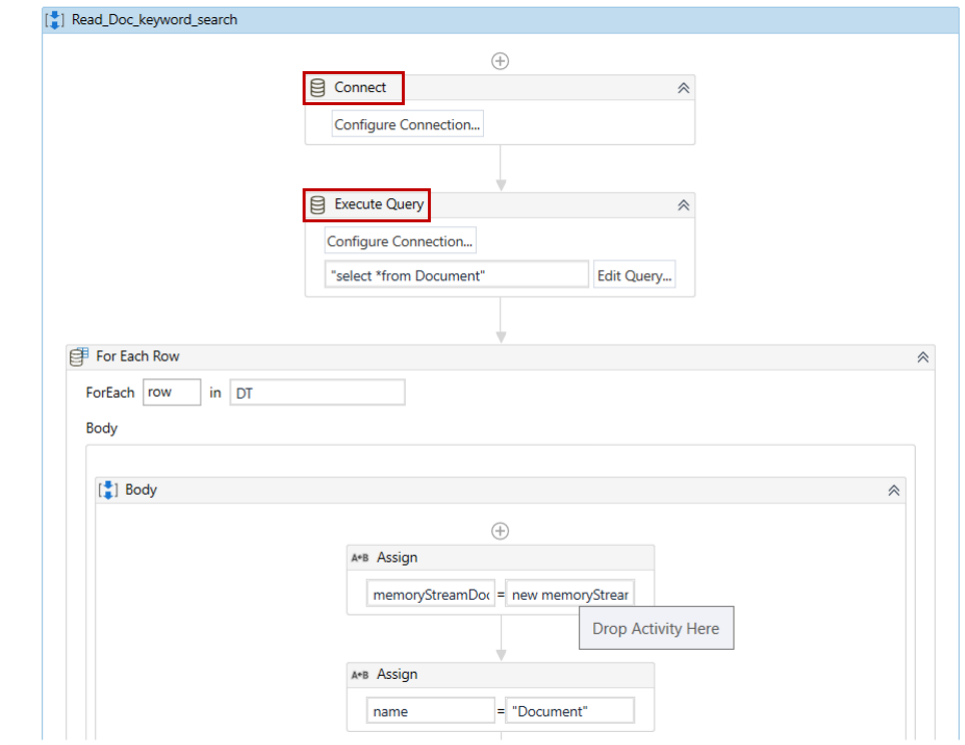 Read_Doc_keyword_search
Connect
Configure Connection...
Execute Query
Configure Connection...
"select *from Document" Edit Query...
For Each Row
ForEach row in DT
Body
Body
A+B Assign
memoryStreamDoc = new memoryStrear
Drop Activity Here
A+B Assign
name = "Document"